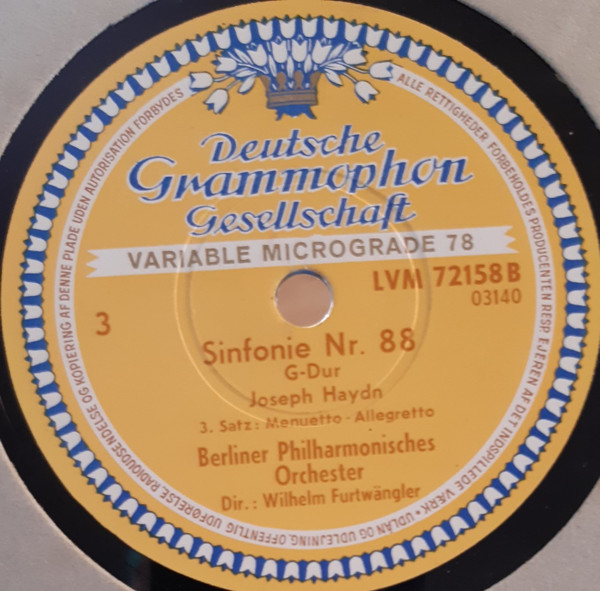 Deutsche
Grammophon
Gesellschaft
VARIABLE MICROGRADE 78
LVM 72158 B
03140
3
Sinfonie Nr. 88
G-Dur
Joseph Haydn
3. Satz: Menuetto - Allegretto
Berliner Philharmonisches
Orchester
Dir.: Wilhelm Furtwängler
ALLE RETTIGHEDER FORBEHOLDES PRODUCENTEN RESP. EJEREN AF DET INDSPILLEDE VÆRK • UDLÅN OG UDLEJNING, OFFENTLIG UDFØRELSE RADIOUDSENDELSE OG KOPIERING AF DENNE PLADE UDEN AUTORISATION FORBYDES